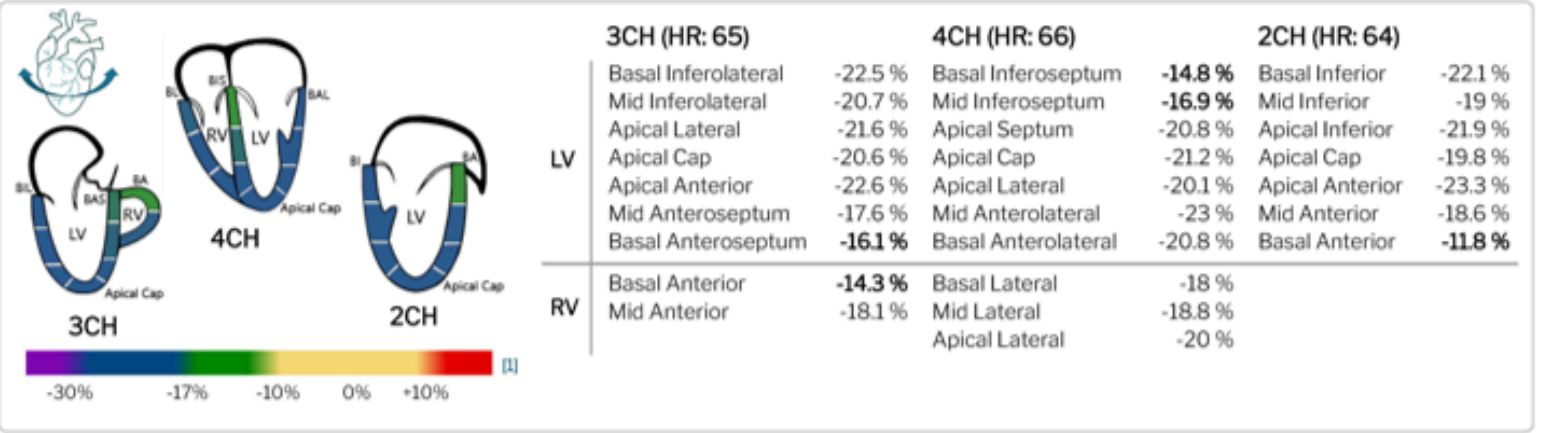 3CH (HR: 65) 4CH (HR: 66) 2CH (HR: 64)
Basal Inferolateral -22.5 % Basal Inferoseptum -14.8 % Basal Inferior -22.1 %
Mid Inferolateral -20.7 % Mid Inferoseptum -16.9 % Mid Inferior -19 %
Apical Lateral -21.6 % Apical Septum -20.8 % Apical Inferior -21.9 %
LV Apical Cap -20.6 % Apical Cap -21.2 % Apical Cap -19.8 %
Apical Anterior -22.6 % Apical Lateral -20.1 % Apical Anterior -23.3 %
Mid Anteroseptum -17.6 % Mid Anterolateral -23 % Mid Anterior -18.6 %
Basal Anteroseptum -16.1 % Basal Anterolateral -20.8 % Basal Anterior -11.8 %
Basal Anterior -14.3 % Basal Lateral -18 %
RV Mid Anterior -18.1 % Mid Lateral -18.8 %
Apical Lateral -20 %
BL BIS BAL
RV LV
Apical Cap
4CH
BIL BAS BA
LV RV
Apical Cap
3CH
BI BA
LV
Apical Cap
2CH
[1]
-30% -17% -10% 0% +10%